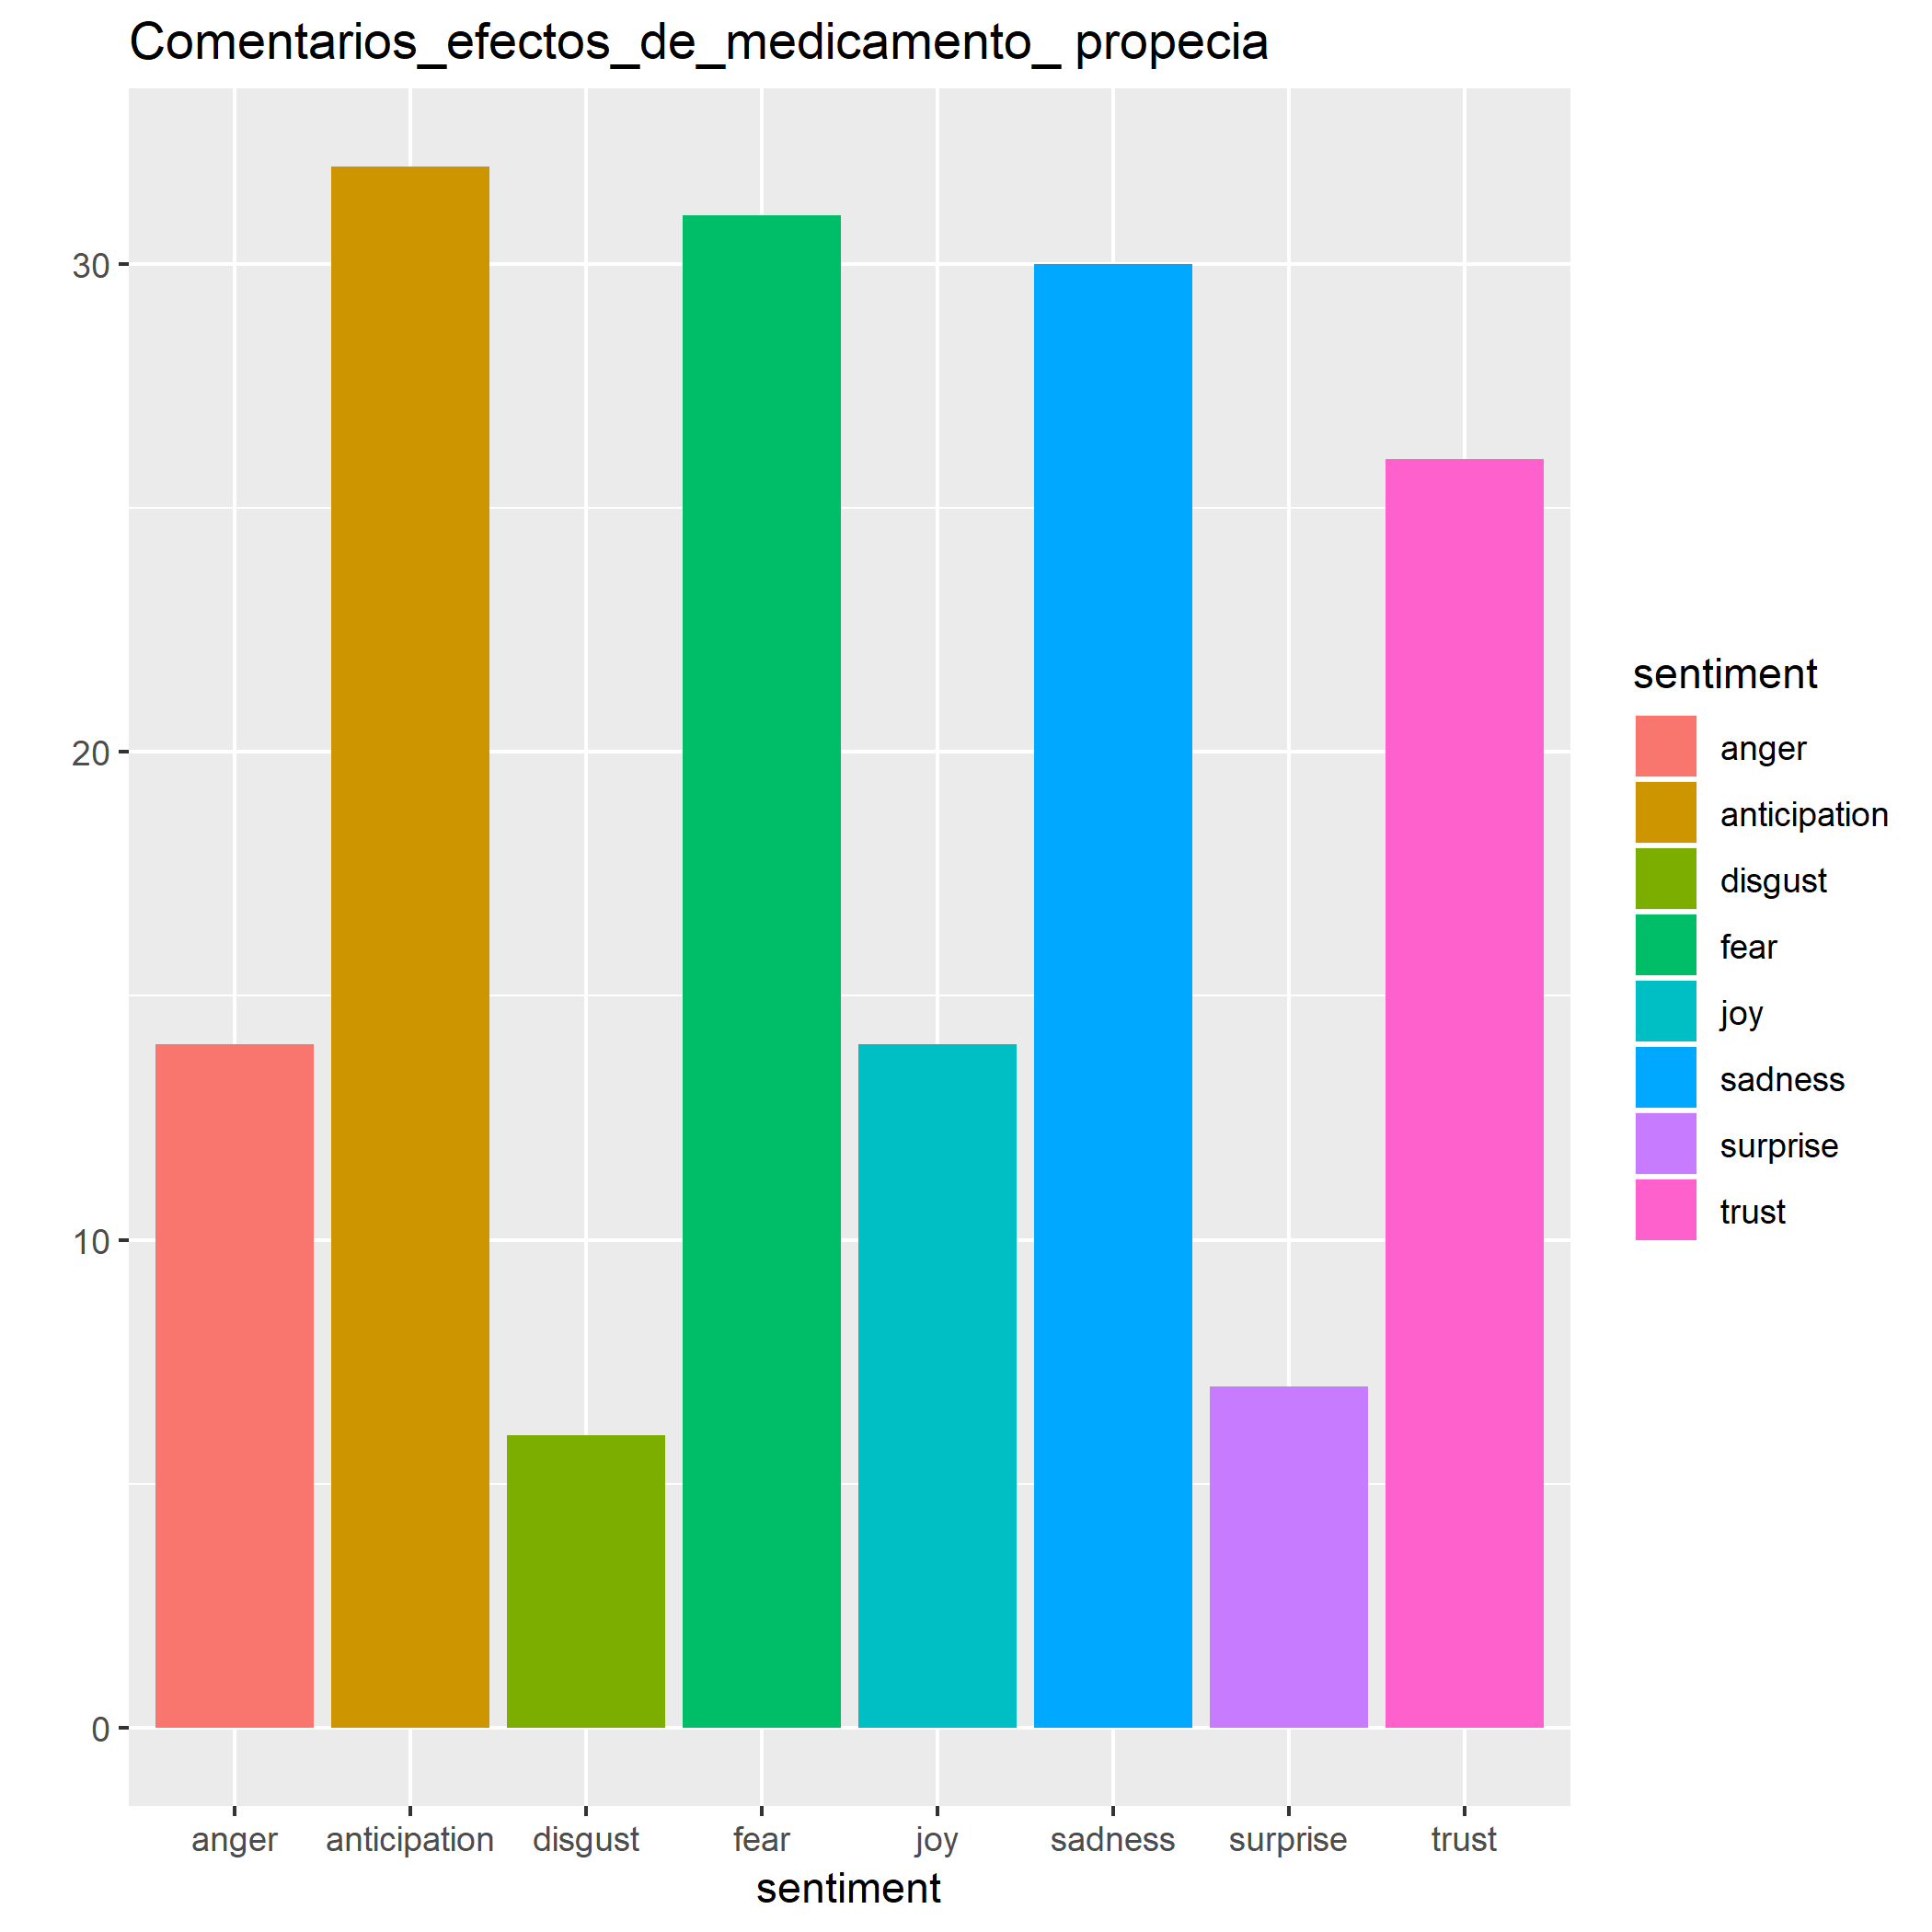 Comentarios_efectos_de_medicamento_ propecia
30
20
10
0
anger anticipation disgust fear joy sadness surprise trust
sentiment
sentiment
anger
anticipation
disgust
fear
joy
sadness
surprise
trust